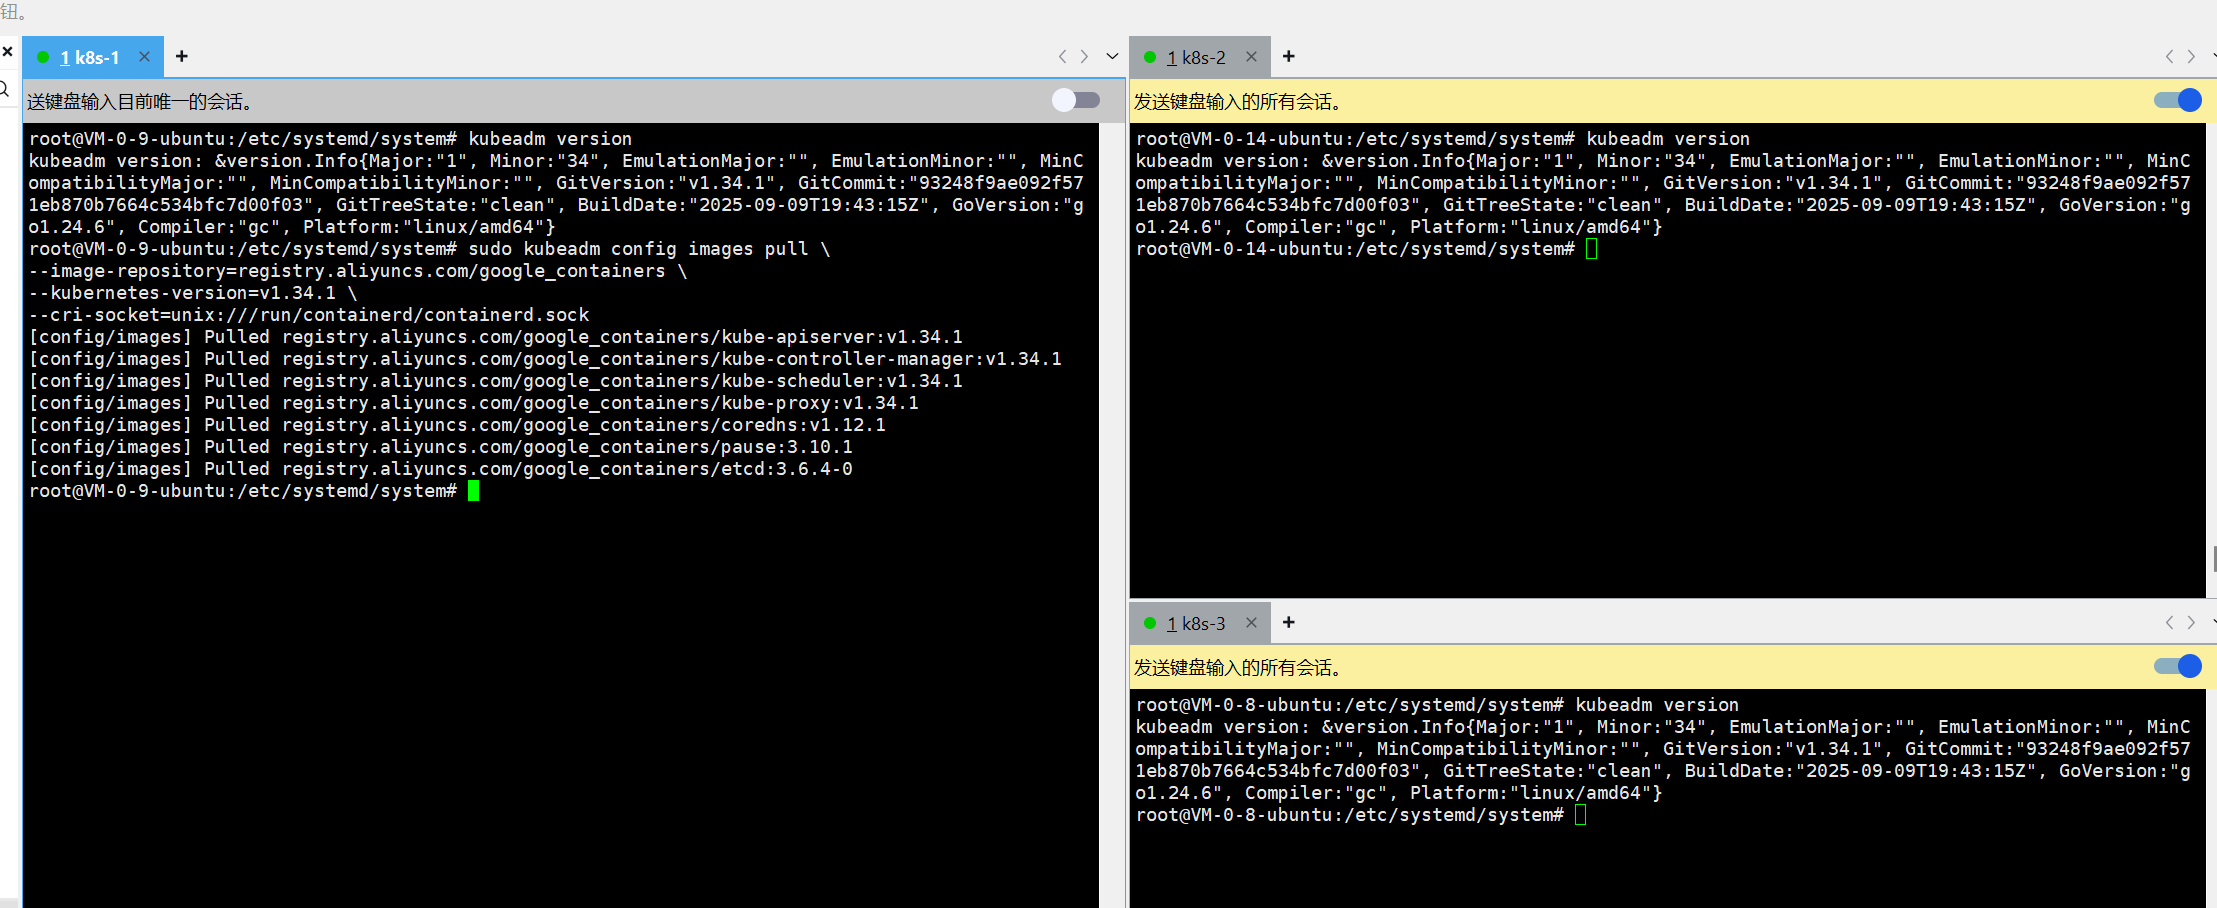 钮。
1 k8s-1
送键盘输入目前唯一的会话。
root@VM-0-9-ubuntu:/etc/systemd/system# kubeadm version
kubeadm version: &version.Info{Major:"1", Minor:"34", EmulationMajor:"", EmulationMinor:"", MinC
ompatibilityMajor:"", MinCompatibilityMinor:"", GitVersion:"v1.34.1", GitCommit:"93248f9ae092f57
1eb870b7664c534bfc7d00f03", GitTreeState:"clean", BuildDate:"2025-09-09T19:43:15Z", GoVersion:"g
o1.24.6", Compiler:"gc", Platform:"linux/amd64"}
root@VM-0-9-ubuntu:/etc/systemd/system# sudo kubeadm config images pull \
--image-repository=registry.aliyuncs.com/google_containers \
--kubernetes-version=v1.34.1 \
--cri-socket=unix:///run/containerd/containerd.sock
[config/images] Pulled registry.aliyuncs.com/google_containers/kube-apiserver:v1.34.1
[config/images] Pulled registry.aliyuncs.com/google_containers/kube-controller-manager:v1.34.1
[config/images] Pulled registry.aliyuncs.com/google_containers/kube-scheduler:v1.34.1
[config/images] Pulled registry.aliyuncs.com/google_containers/kube-proxy:v1.34.1
[config/images] Pulled registry.aliyuncs.com/google_containers/coredns:v1.12.1
[config/images] Pulled registry.aliyuncs.com/google_containers/pause:3.10.1
[config/images] Pulled registry.aliyuncs.com/google_containers/etcd:3.6.4-0
root@VM-0-9-ubuntu:/etc/systemd/system#
1 k8s-2
发送键盘输入的所有会话。
root@VM-0-14-ubuntu:/etc/systemd/system# kubeadm version
kubeadm version: &version.Info{Major:"1", Minor:"34", EmulationMajor:"", EmulationMinor:"", MinC
ompatibilityMajor:"", MinCompatibilityMinor:"", GitVersion:"v1.34.1", GitCommit:"93248f9ae092f57
1eb870b7664c534bfc7d00f03", GitTreeState:"clean", BuildDate:"2025-09-09T19:43:15Z", GoVersion:"g
o1.24.6", Compiler:"gc", Platform:"linux/amd64"}
root@VM-0-14-ubuntu:/etc/systemd/system#
1 k8s-3
发送键盘输入的所有会话。
root@VM-0-8-ubuntu:/etc/systemd/system# kubeadm version
kubeadm version: &version.Info{Major:"1", Minor:"34", EmulationMajor:"", EmulationMinor:"", MinC
ompatibilityMajor:"", MinCompatibilityMinor:"", GitVersion:"v1.34.1", GitCommit:"93248f9ae092f57
1eb870b7664c534bfc7d00f03", GitTreeState:"clean", BuildDate:"2025-09-09T19:43:15Z", GoVersion:"g
o1.24.6", Compiler:"gc", Platform:"linux/amd64"}
root@VM-0-8-ubuntu:/etc/systemd/system#